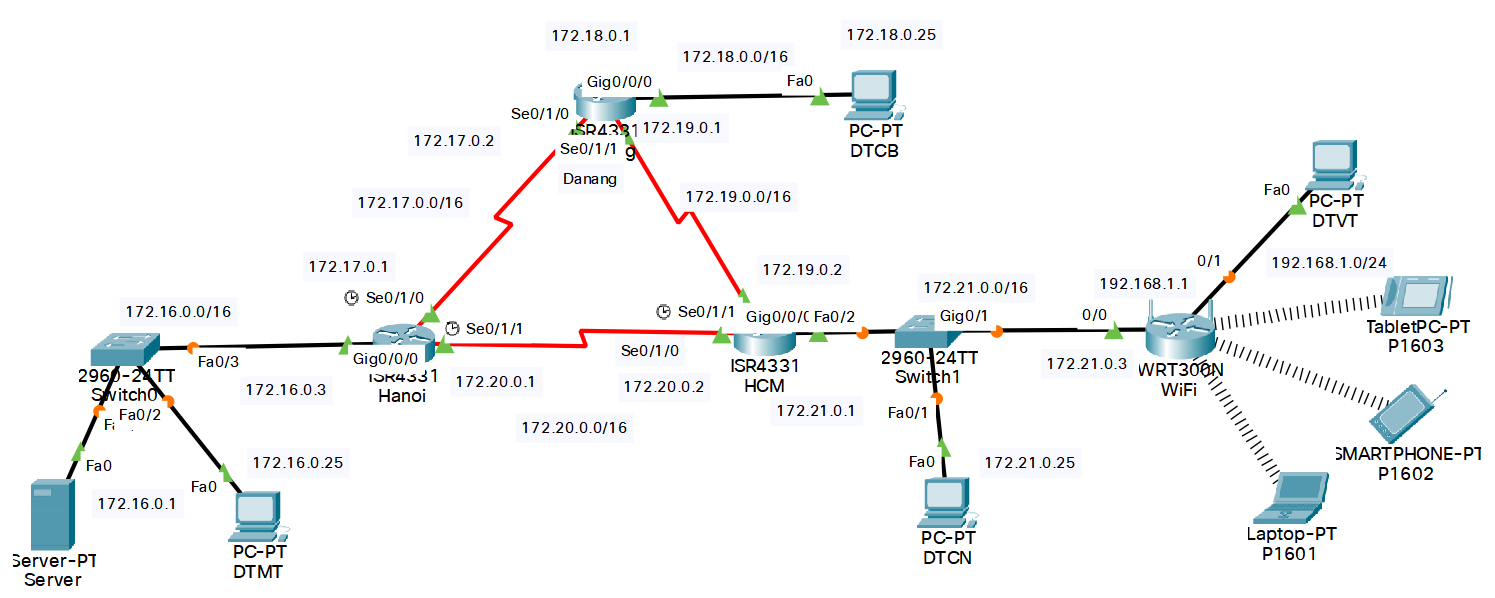 172.18.0.1
172.18.0.25
172.18.0.0/16
Gig0/0/0
Fa0
Se0/1/0
172.19.0.1
ISR4331
Se0/1/1
g
Danang
PC-PT
DTCB
172.17.0.2
172.17.0.0/16
172.19.0.0/16
Fa0
PC-PT
DTVT
172.17.0.1
Se0/1/0
172.19.0.2
0/1
192.168.1.0/24
192.168.1.1
172.21.0.0/16
172.16.0.0/16
Se0/1/1
Se0/1/1
Gig0/0/0
Fa0/2
Gig0/1
0/0
TabletPC-PT
P1603
Fa0/3
Gig0/0/0
Se0/1/0
2960-24TT
Switch0
ISR4331
Hanoi
172.16.0.3
172.20.0.1
172.20.0.2
ISR4331
HCM
2960-24TT
Switch1
172.21.0.3
WRT300N
WiFi
Fa0/2
172.20.0.0/16
172.21.0.1
Fa0/1
SMARTPHONE-PT
P1602
Fa0
172.16.0.25
Fa0
Fa0
172.21.0.25
172.16.0.1
PC-PT
DTMT
PC-PT
DTCN
Laptop-PT
P1601
Server-PT
Server